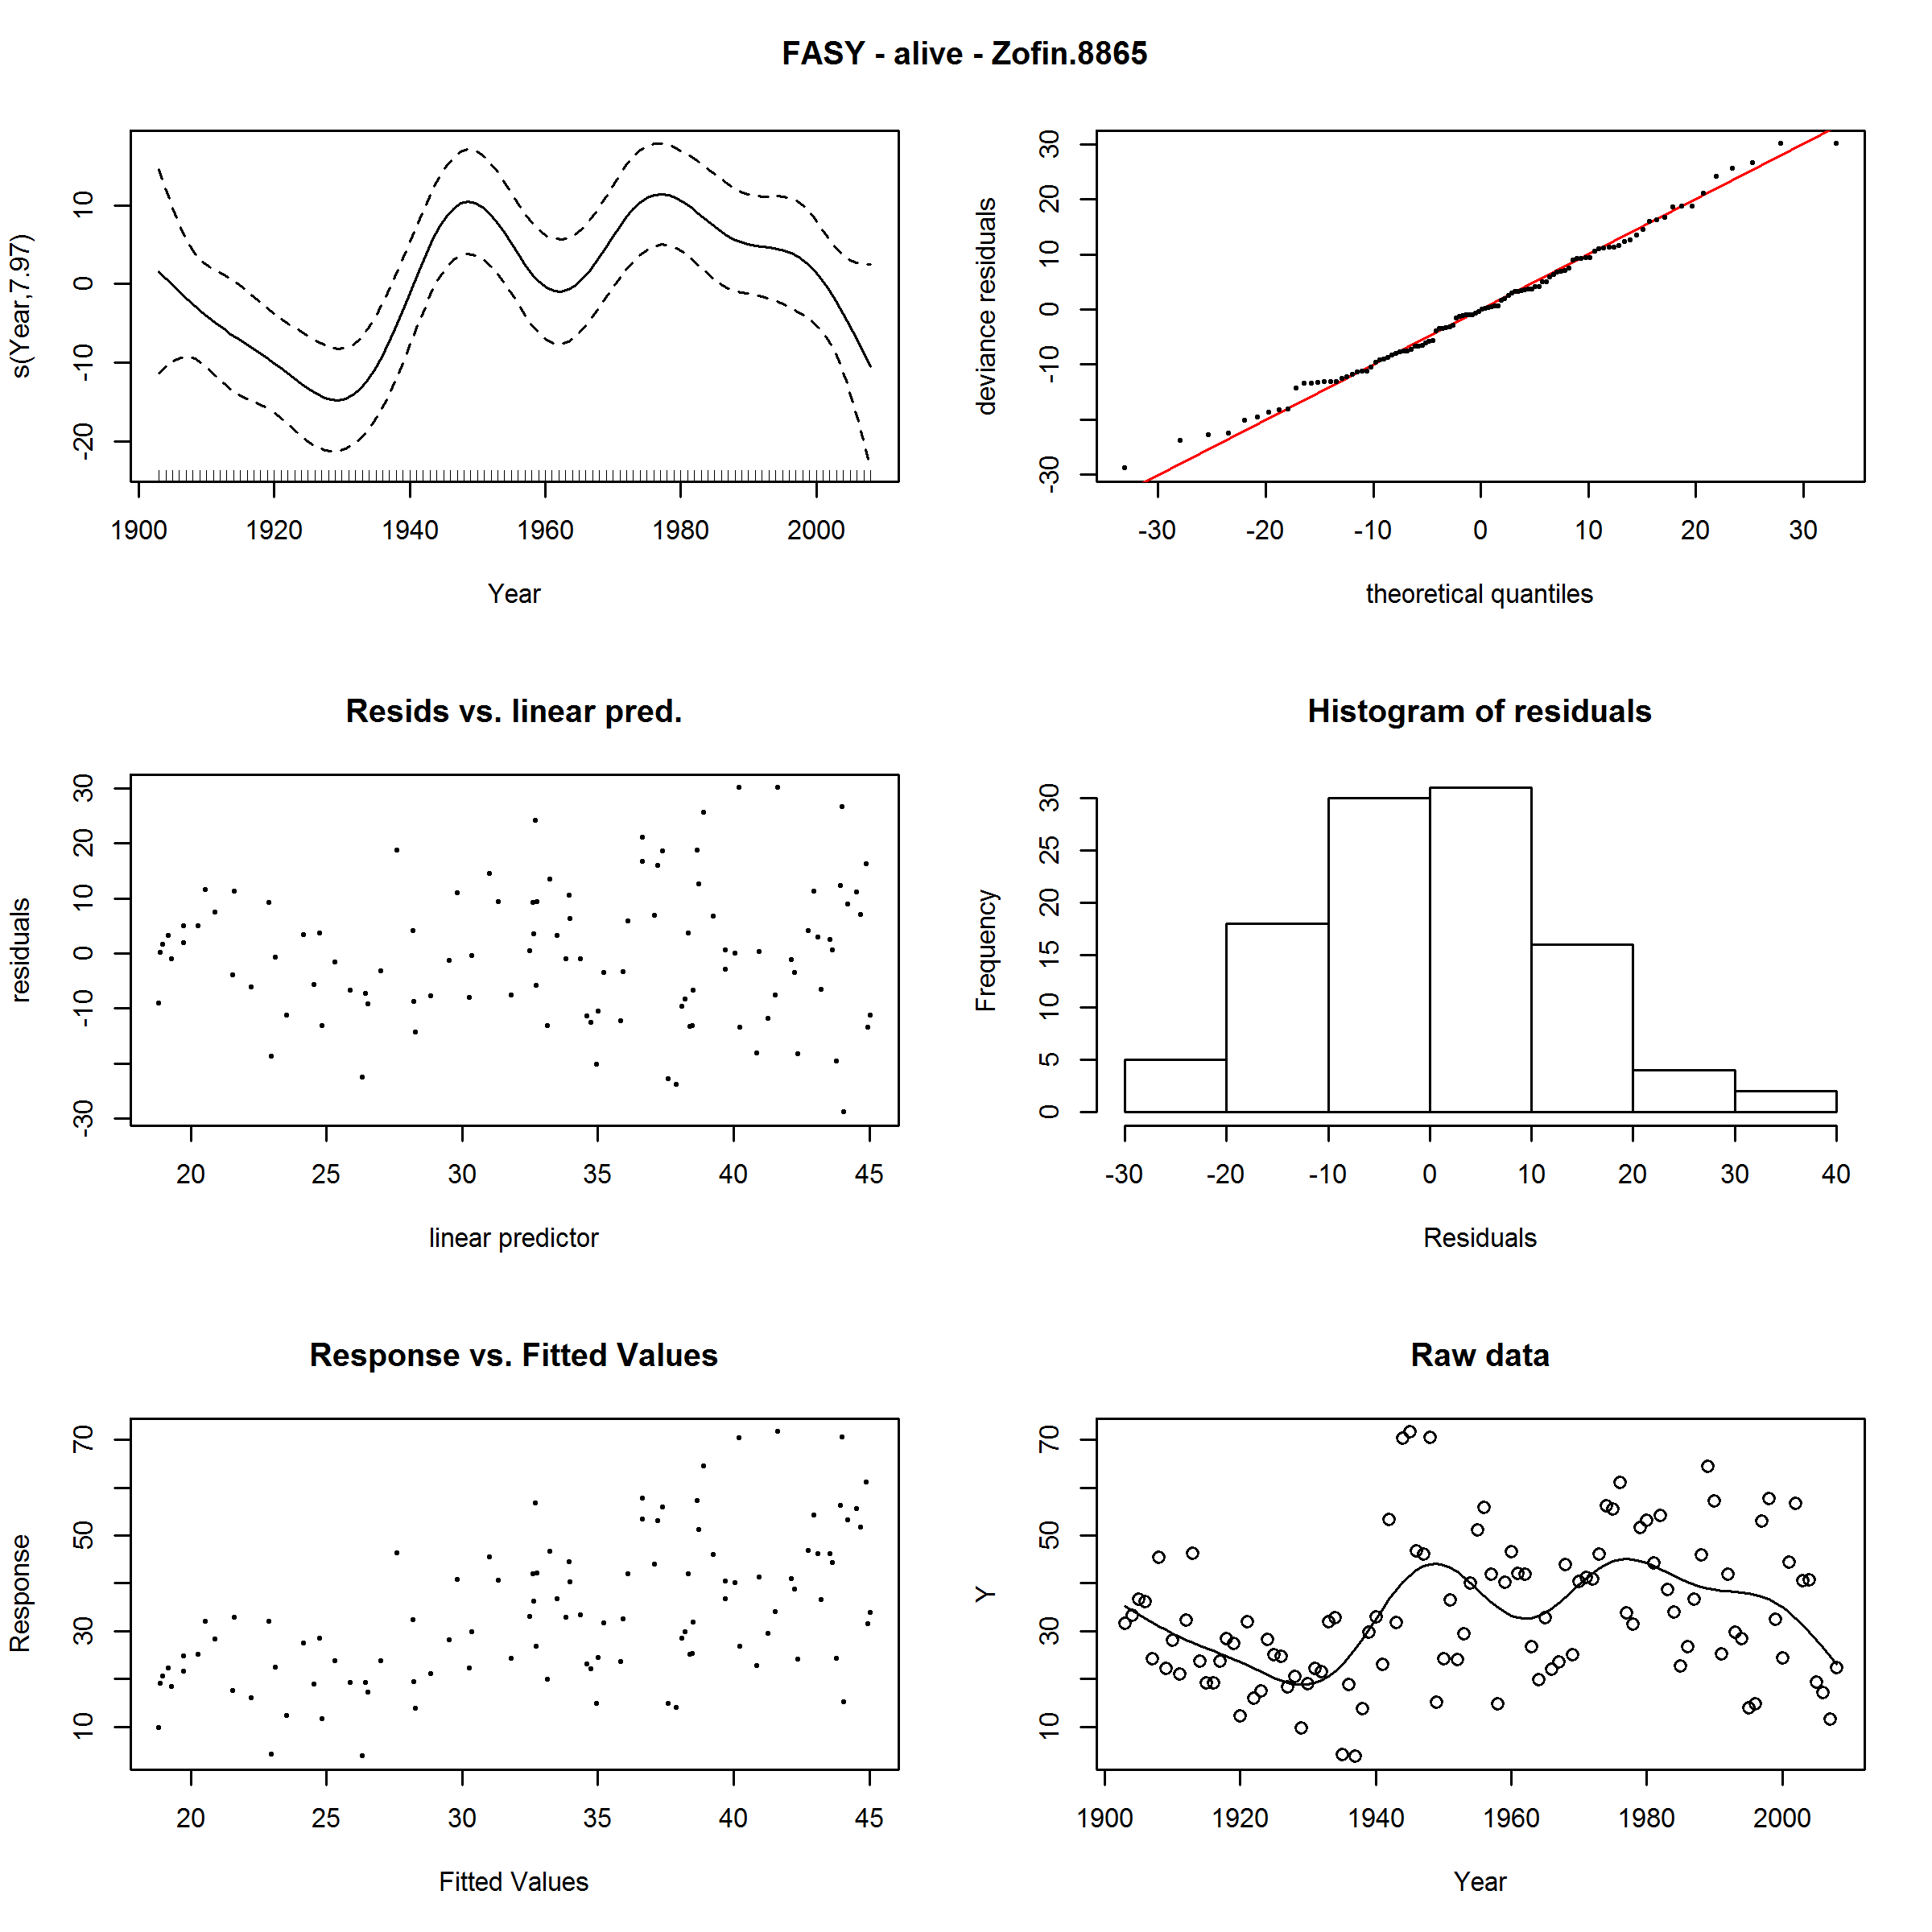 FASY - alive - Zofin.8865
s(Year,7.97)
-20 -10 0 10
1900 1920 1940 1960 1980 2000
Year
deviance residuals
-30 -10 0 10 20 30
-30 -20 -10 0 10 20 30
theoretical quantiles
Resids vs. linear pred.
residuals
-30 -10 0 10 20 30
20 25 30 35 40 45
linear predictor
Histogram of residuals
Frequency
0 5 10 15 20 25 30
-30 -20 -10 0 10 20 30 40
Residuals
Response vs. Fitted Values
Response
10 30 50 70
20 25 30 35 40 45
Fitted Values
Raw data
Y
10 30 50 70
1900 1920 1940 1960 1980 2000
Year